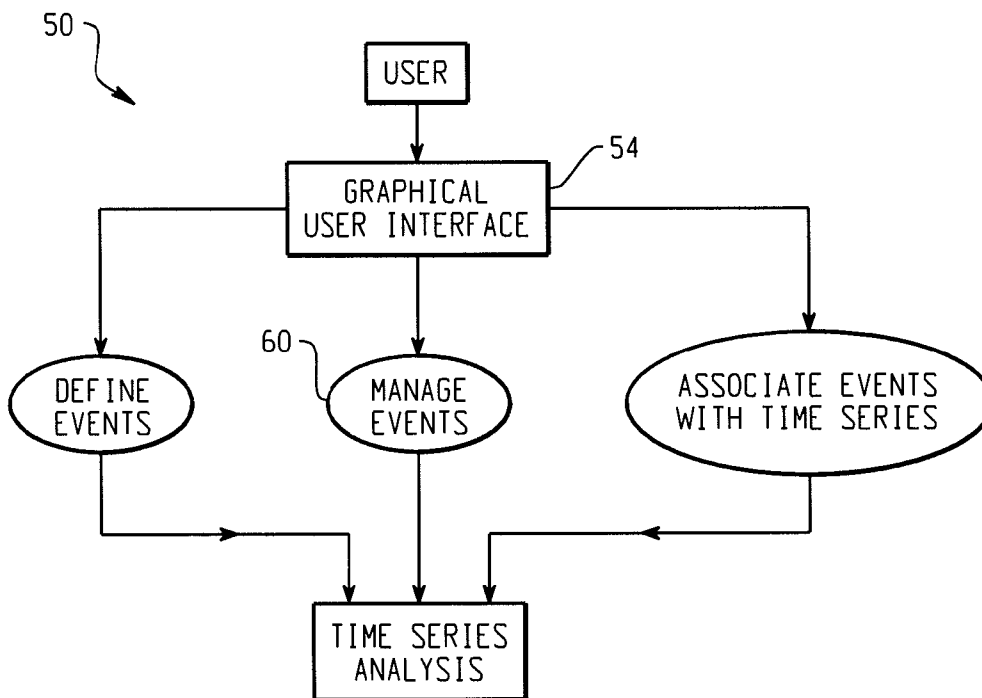 50
USER
54
GRAPHICAL
USER INTERFACE
60
DEFINE
EVENTS
MANAGE
EVENTS
ASSOCIATE EVENTS
WITH TIME SERIES
TIME SERIES
ANALYSIS